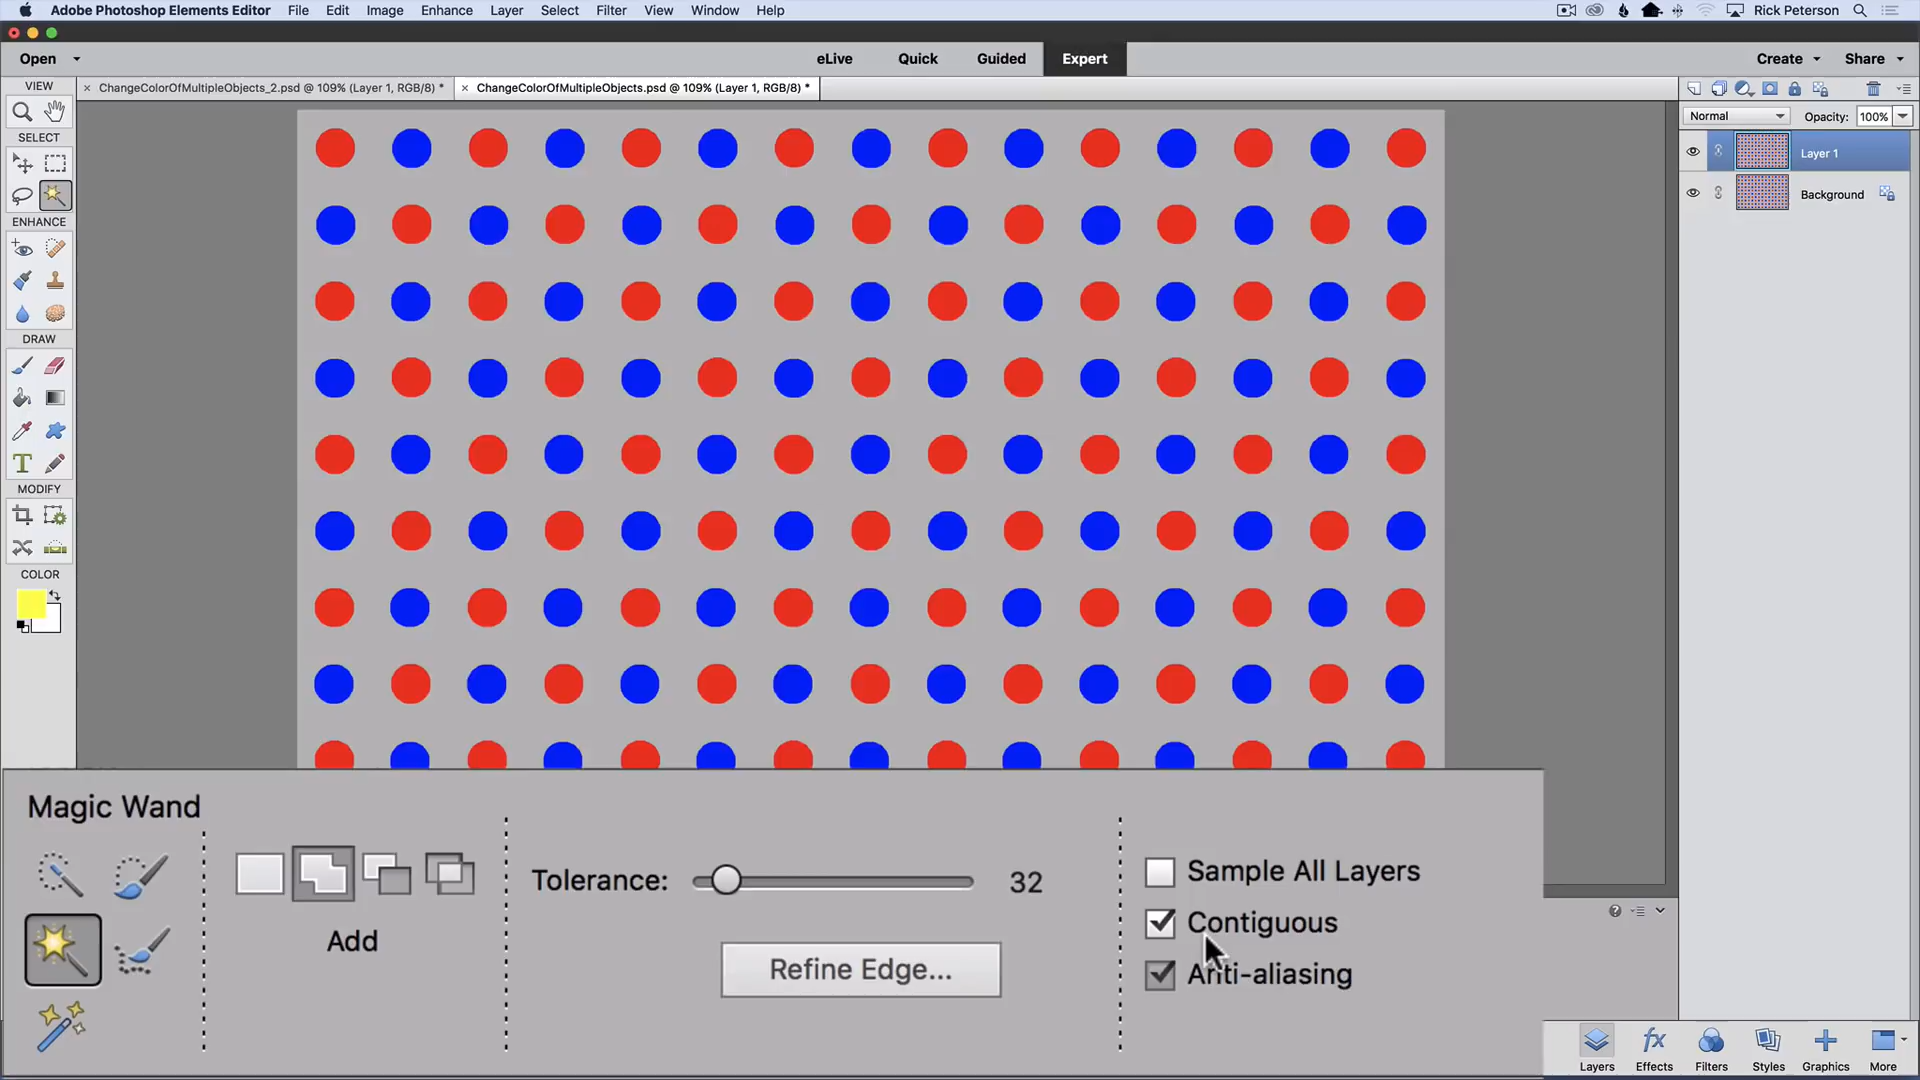 Adobe Photoshop Elements Editor File Edit Image Enhance Layer Select Filter View Window Help Rick Peterson
Open eLive Quick Guided Expert Create Share
VIEW
ChangeColorOfMultipleObjects_2.psd @ 109% (Layer 1, RGB/8) *
ChangeColorOfMultipleObjects.psd @ 109% (Layer 1, RGB/8) *
Normal Opacity: 100%
SELECT
Layer 1
Background
ENHANCE
DRAW
T
MODIFY
COLOR
Magic Wand
Tolerance: 32
Add
Refine Edge...
Sample All Layers
Contiguous
Anti-aliasing
fx
Layers Effects Filters Styles Graphics More